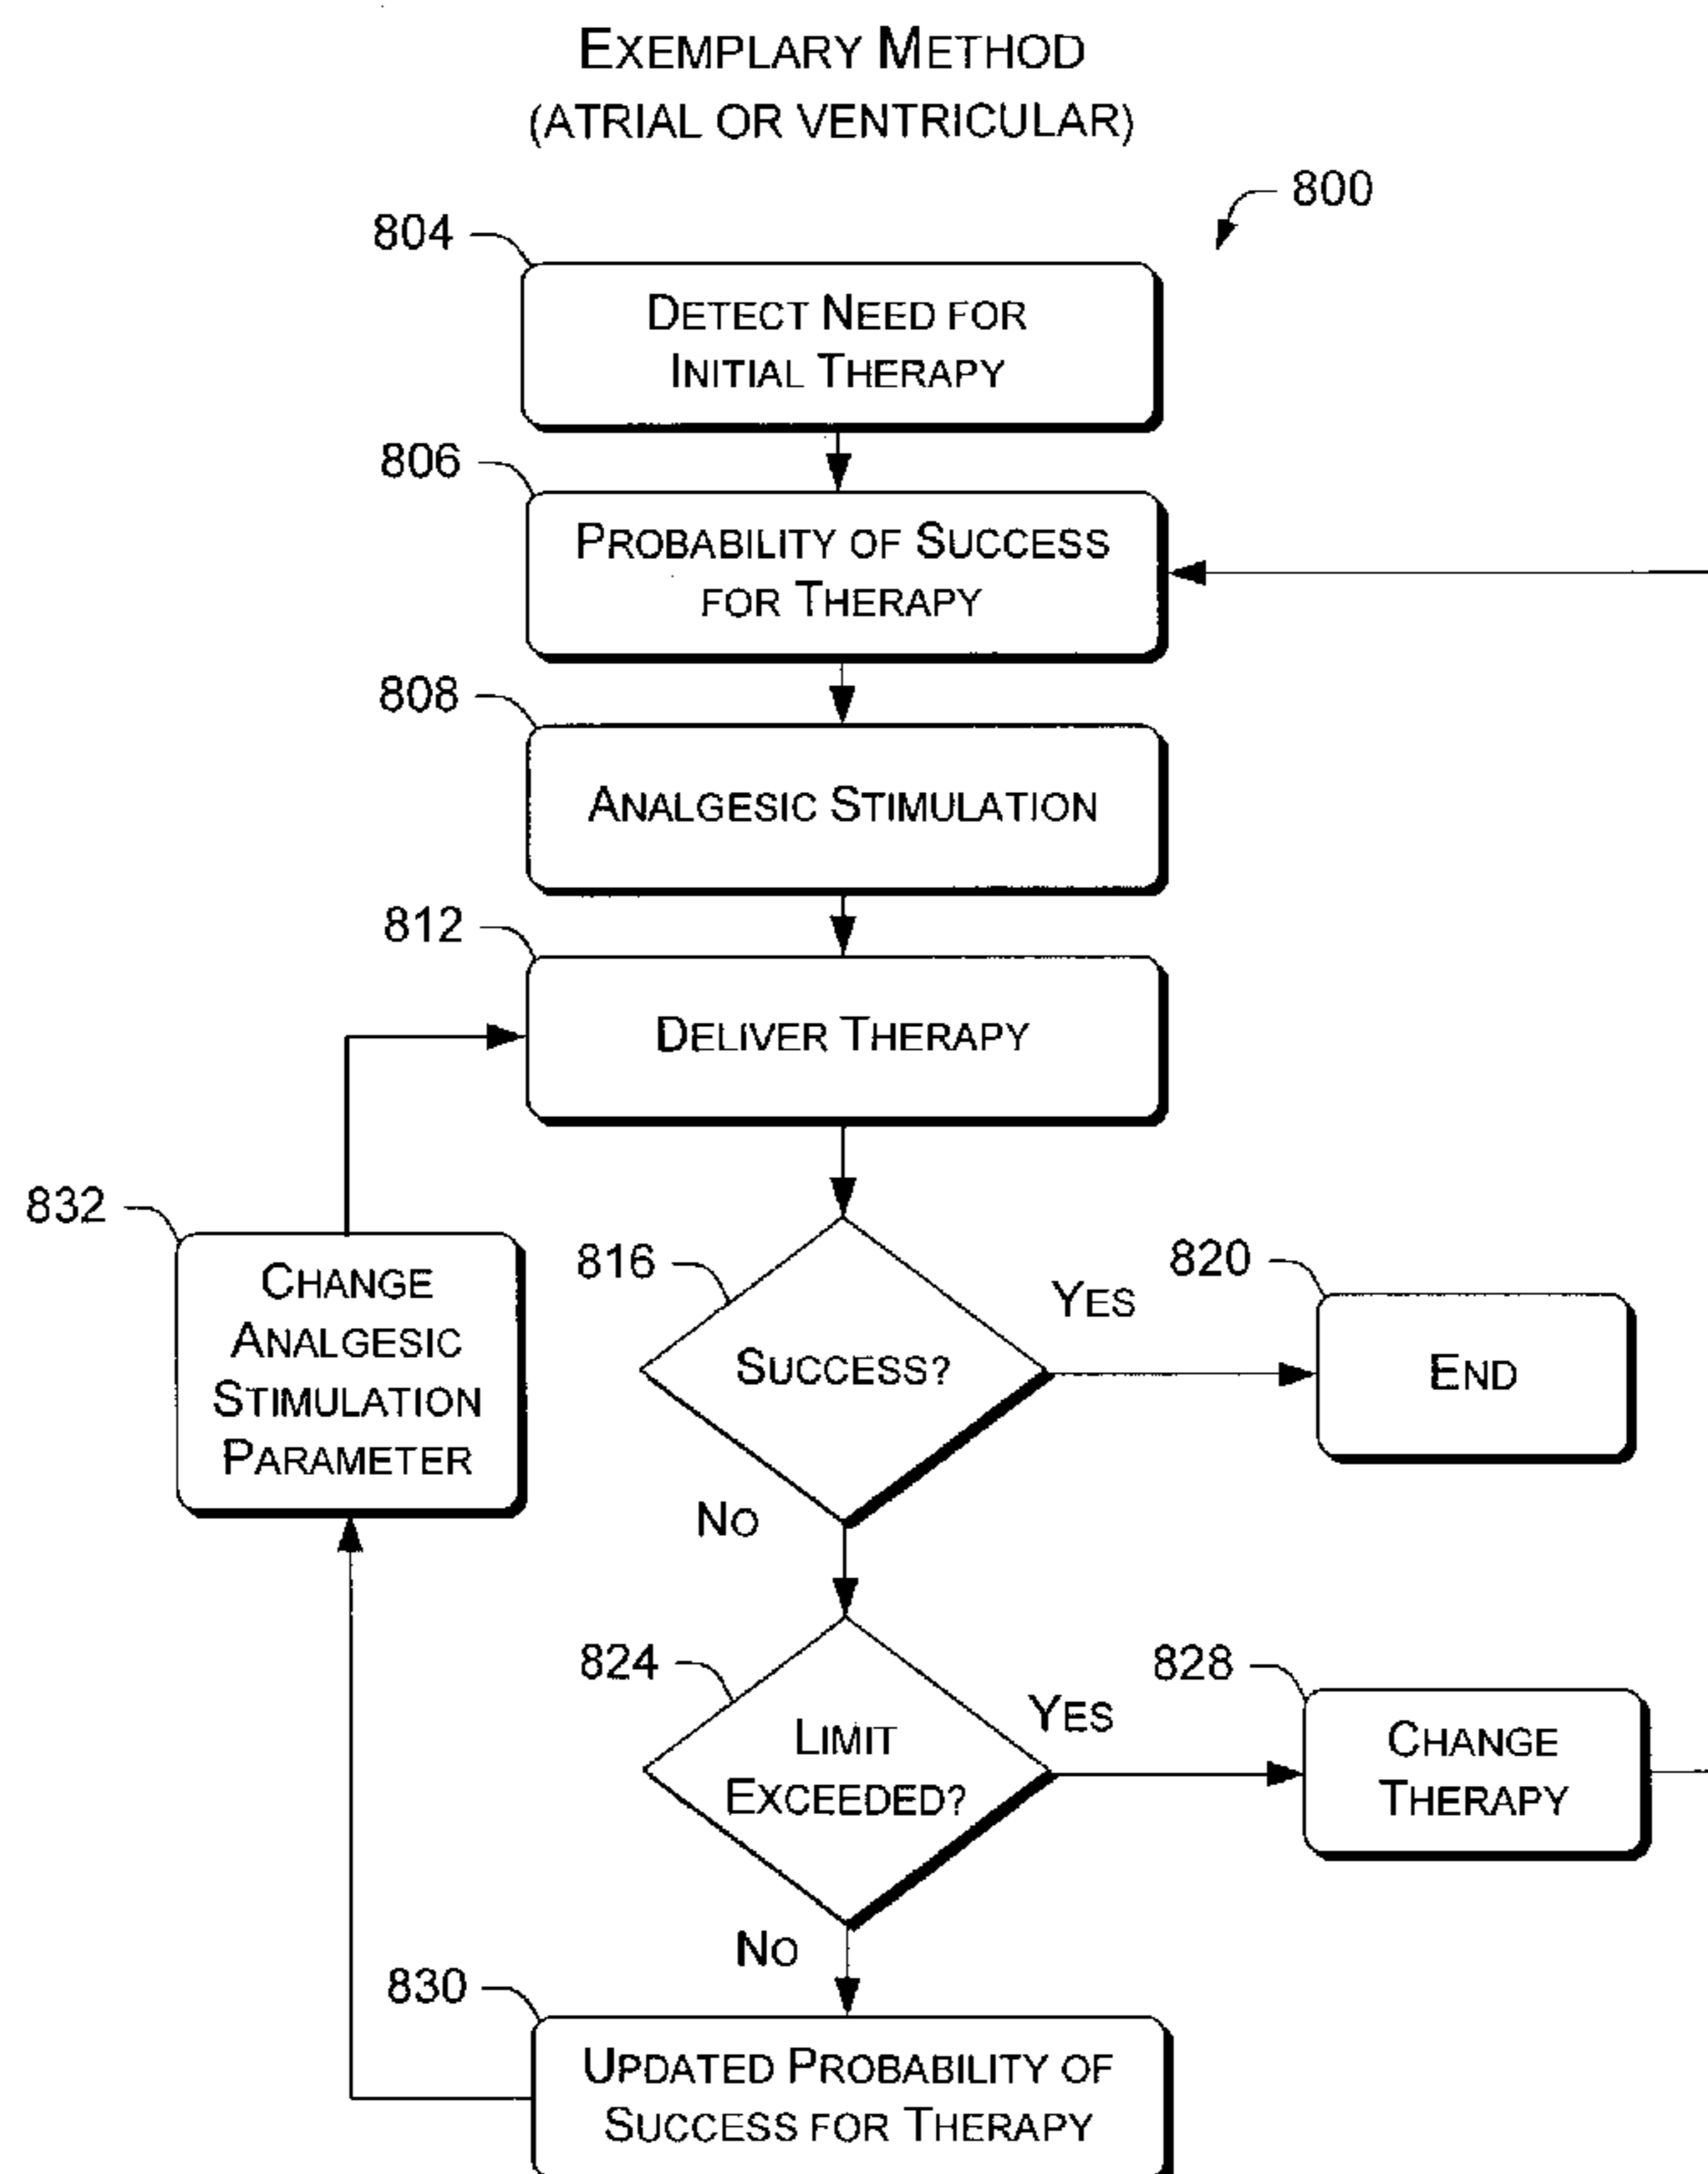 EXEMPLARY METHOD
(ATRIAL OR VENTRICULAR)
800
804
DETECT NEED FOR
INITIAL THERAPY
806
PROBABILITY OF SUCCESS
FOR THERAPY
808
ANALGESIC STIMULATION
812
DELIVER THERAPY
832
CHANGE
ANALGESIC
STIMULATION
PARAMETER
816
SUCCESS?
YES
820
END
NO
824
LIMIT
EXCEEDED?
YES
828
CHANGE
THERAPY
NO
830
UPDATED PROBABILITY OF
SUCCESS FOR THERAPY